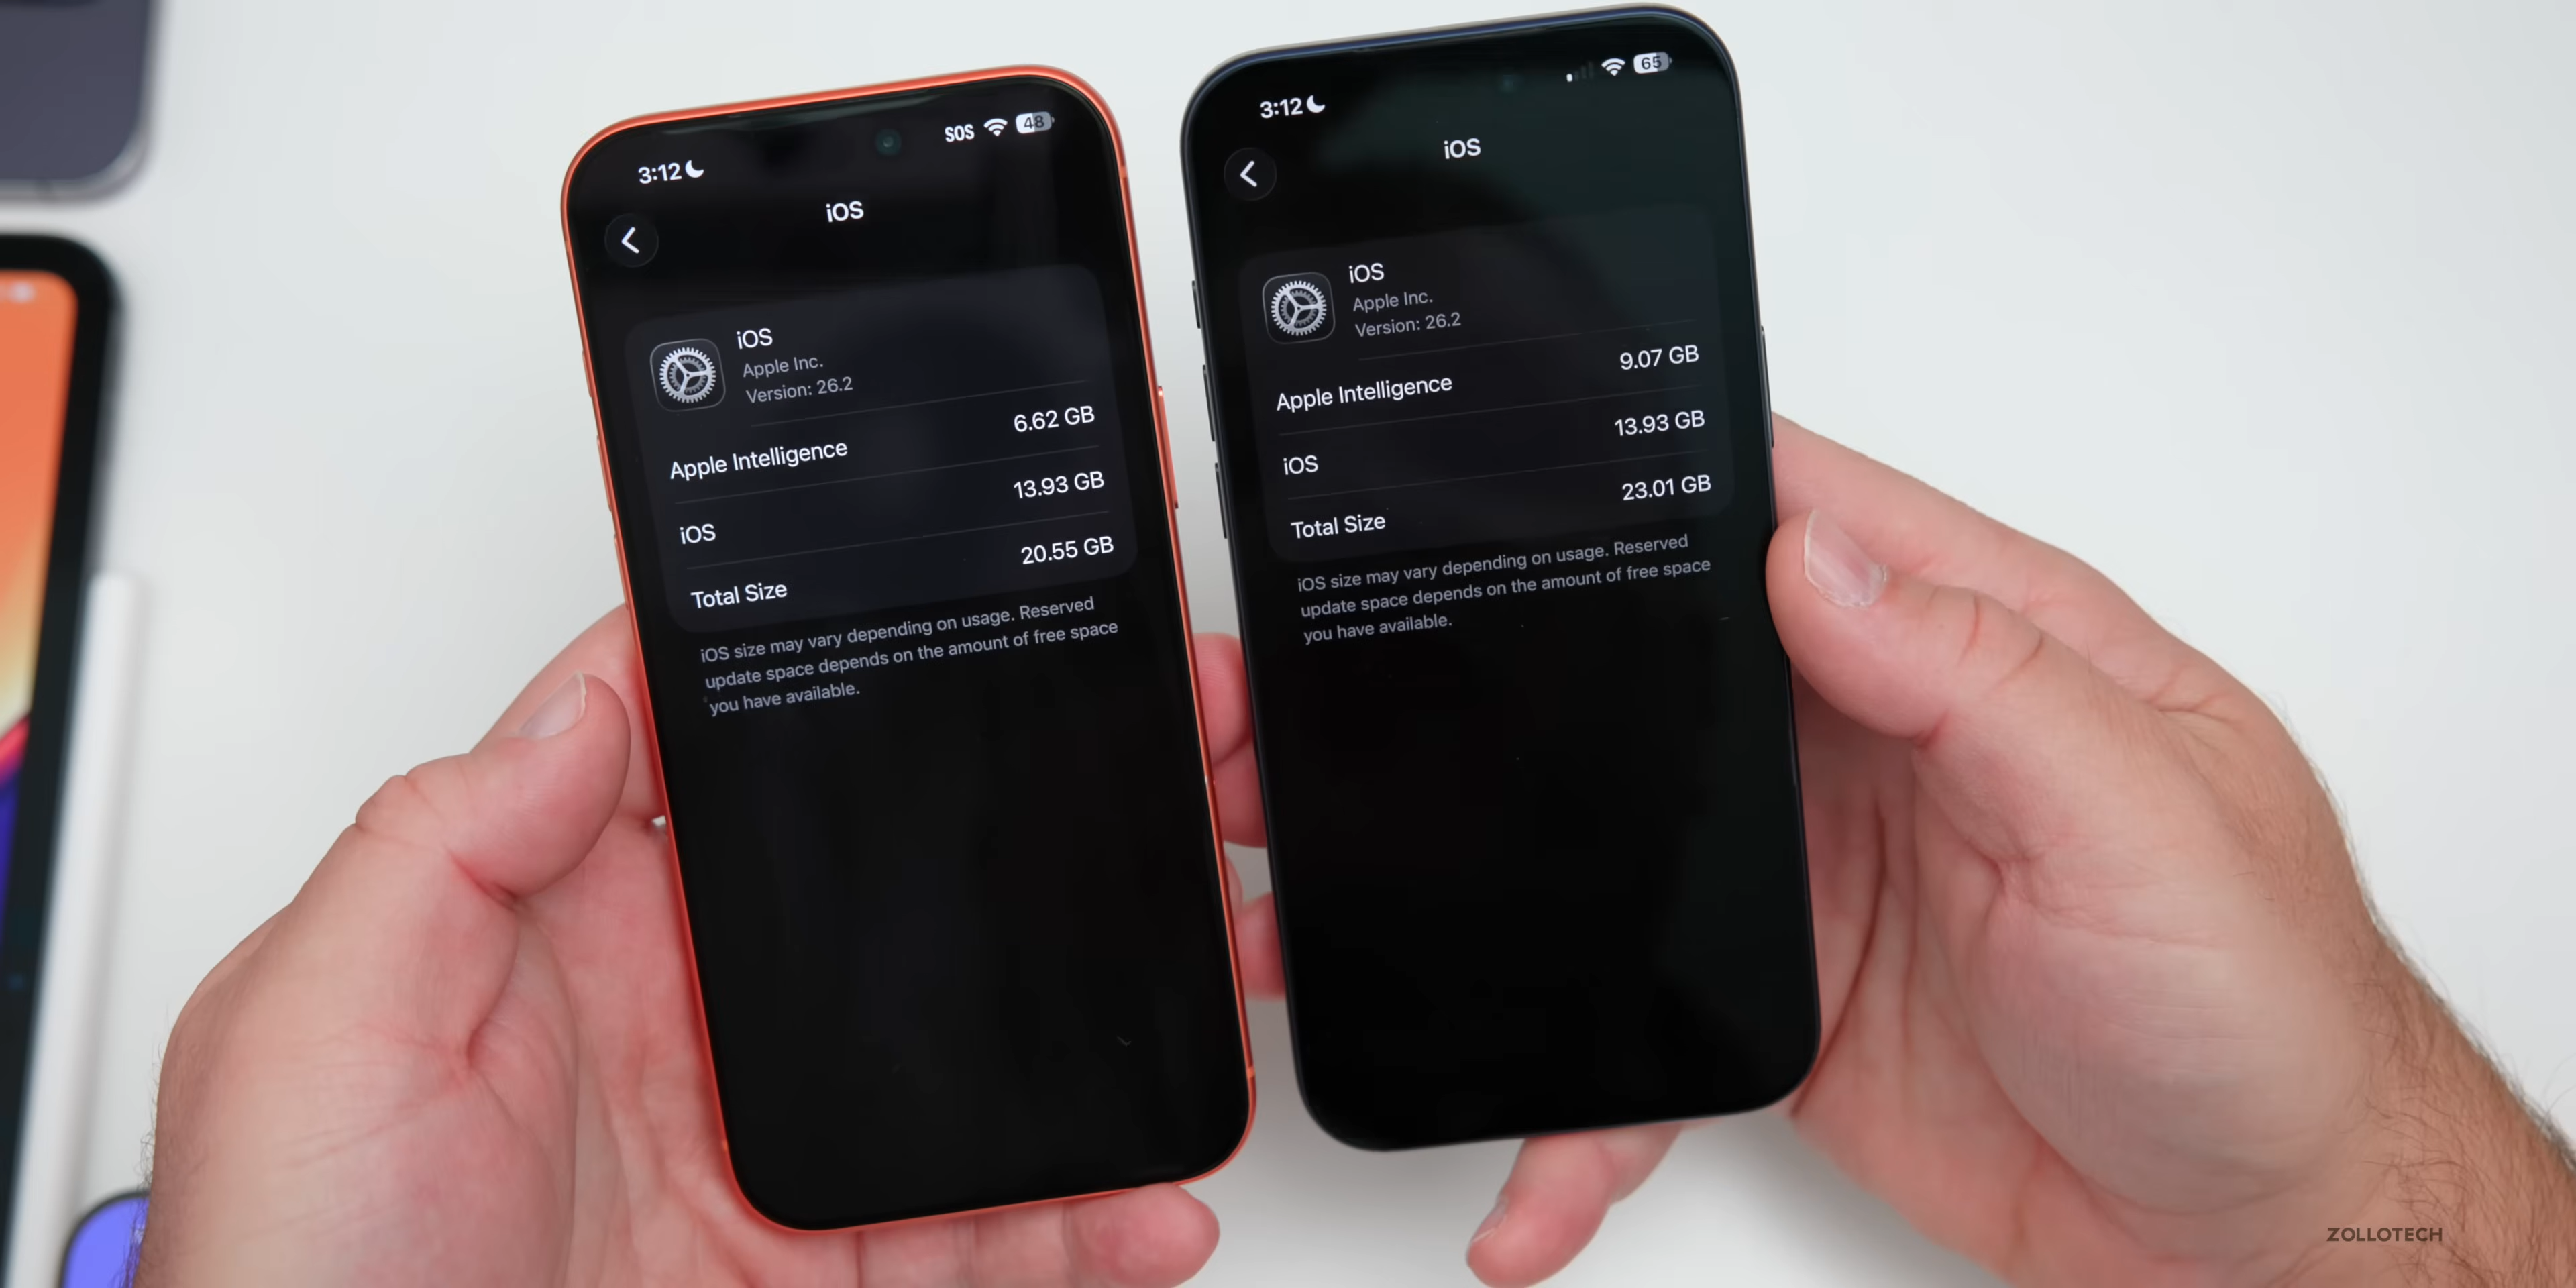 3:12
SOS
48
iOS
iOS
Apple Inc.
Version: 26.2
Apple Intelligence 6.62 GB
iOS 13.93 GB
Total Size 20.55 GB
iOS size may vary depending on usage. Reserved
update space depends on the amount of free space
you have available.
3:12
65
iOS
iOS
Apple Inc.
Version: 26.2
Apple Intelligence 9.07 GB
iOS 13.93 GB
Total Size 23.01 GB
iOS size may vary depending on usage. Reserved
update space depends on the amount of free space
you have available.
ZOLLOTECH